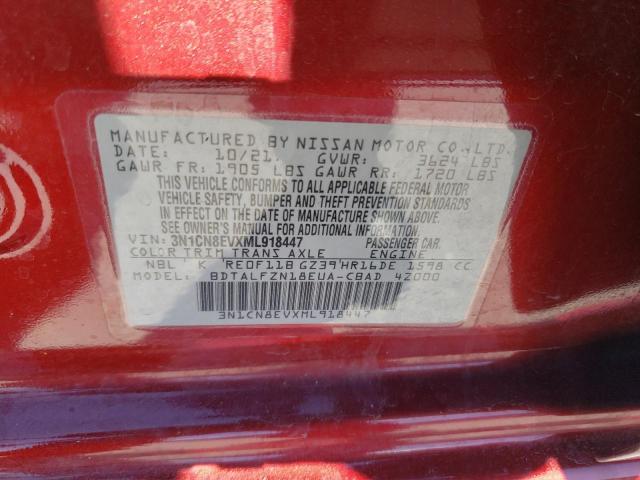 MANUFACTURED BY NISSAN MOTOR CO.,LTD.
DATE: 10/21 GVWR: 3624 LBS
GAWR FR: 1905 LBS GAWR RR: 1720 LBS
THIS VEHICLE CONFORMS TO ALL APPLICABLE FEDERAL MOTOR
VEHICLE SAFETY, BUMPER AND THEFT PREVENTION STANDARDS
IN EFFECT ON THE DATE OF MANUFACTURE SHOWN ABOVE.
SEE OWNER'S MANUAL FOR ADDITIONAL INFORMATION.
VIN: 3N1CN8EVXML918447 PASSENGER CAR.
COLOR TRIM TRANS AXLE ENGINE
NBL K RE0F11B GZ39 HR16DE 1598 CC
MODEL: BDTALFZN18EUA-CBAD 4Z000
3N1CN8EVXML918447